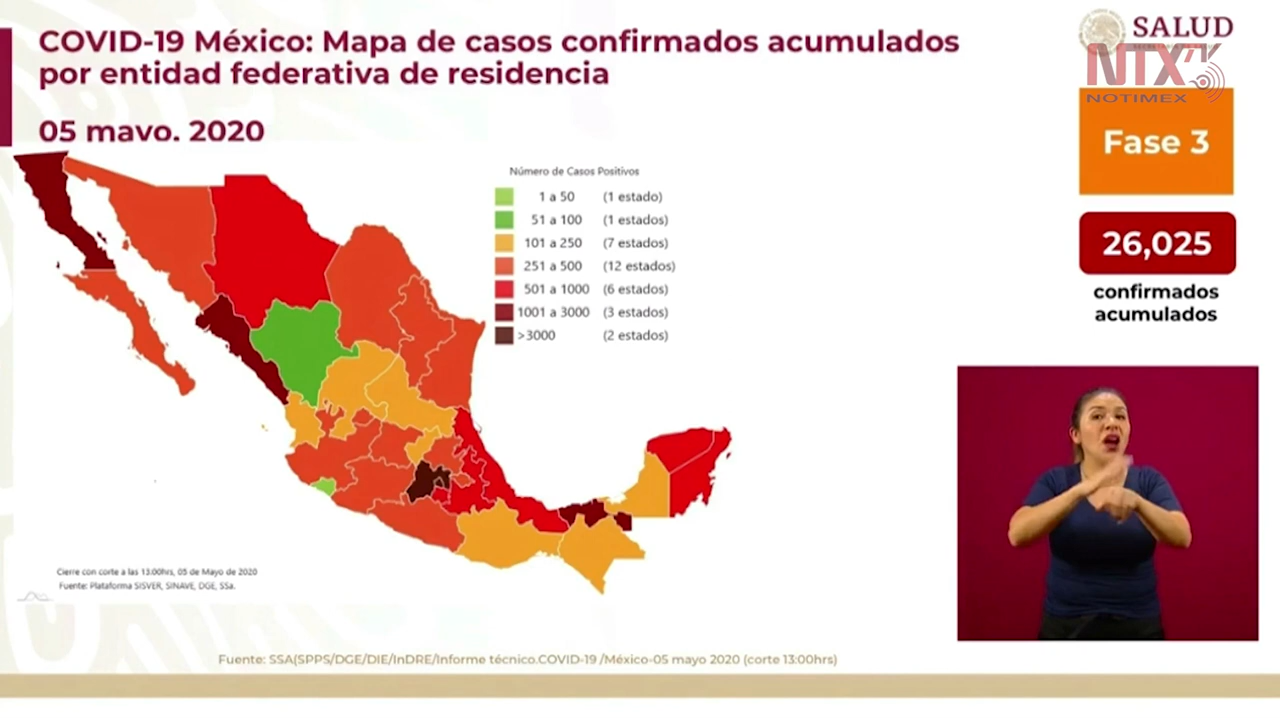 COVID-19 México: Mapa de casos confirmados acumulados
por entidad federativa de residencia
05 mayo. 2020
SALUD
NTX
NOTIMEX
Fase 3
26,025
confirmados
acumulados
Número de Casos Positivos
1 a 50 (1 estado)
51 a 100 (1 estados)
101 a 250 (7 estados)
251 a 500 (12 estados)
501 a 1000 (6 estados)
1001 a 3000 (3 estados)
>3000 (2 estados)
Cierre con corte a las 13:00hrs, 05 de Mayo de 2020
Fuente: Plataforma SISVER, SINAVE, DGE, SSa.
Fuente: SSA(SPPS/DGE/DIE/InDRE/Informe técnico.COVID-19 /México-05 mayo 2020 (corte 13:00hrs)